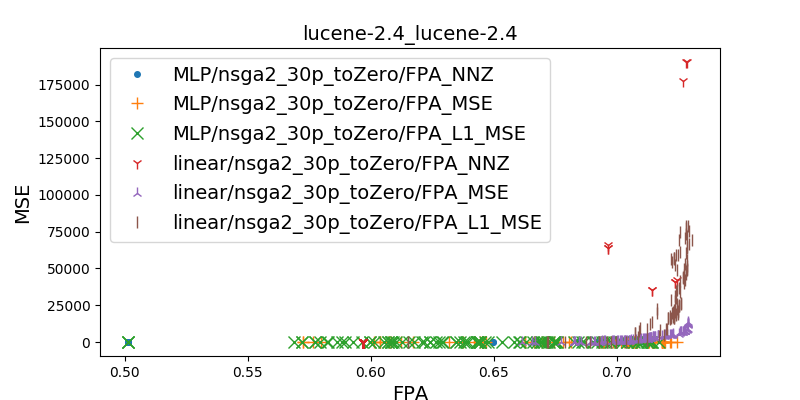 lucene-2.4_lucene-2.4
MLP/nsga2_30p_toZero/FPA_NNZ
MLP/nsga2_30p_toZero/FPA_MSE
MLP/nsga2_30p_toZero/FPA_L1_MSE
linear/nsga2_30p_toZero/FPA_NNZ
linear/nsga2_30p_toZero/FPA_MSE
linear/nsga2_30p_toZero/FPA_L1_MSE
MSE
175000
150000
125000
100000
75000
50000
25000
0
0.50
0.55
0.60
0.65
0.70
FPA